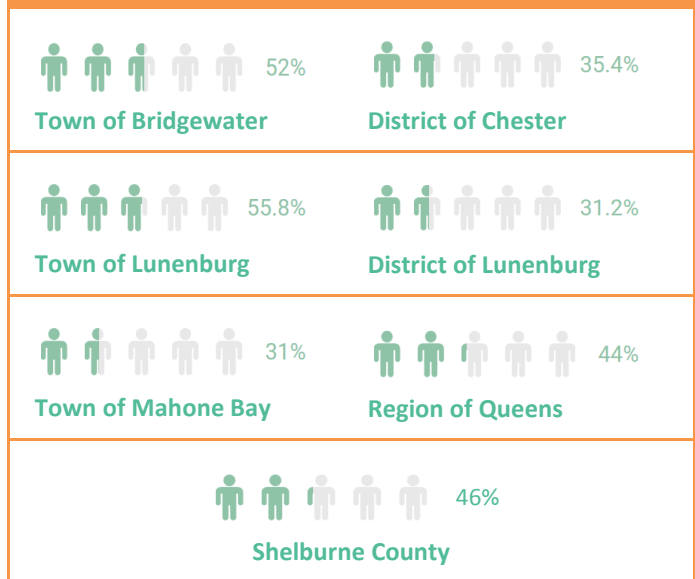 52%
Town of Bridgewater
35.4%
District of Chester
55.8%
Town of Lunenburg
31.2%
District of Lunenburg
31%
Town of Mahone Bay
44%
Region of Queens
46%
Shelburne County